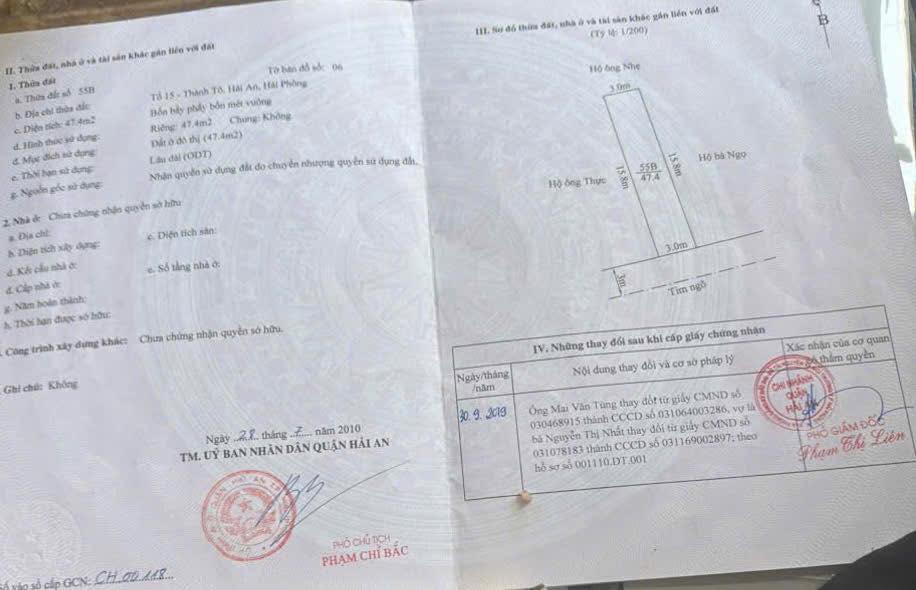 II. Thửa đất, nhà ở và tài sản khác gắn liền với đất
1. Thửa đất
a. Thửa đất số: 55B Tờ bản đồ số: 06
b. Địa chỉ thửa đất: Tổ 15 - Thành Tô, Hải An, Hải Phòng
c. Diện tích: 47.4m2 Bốn bảy phẩy bốn mét vuông
d. Hình thức sử dụng: Riêng: 47.4m2 Chung: Không
đ. Mục đích sử dụng: Đất ở đô thị (47.4m2)
e. Thời hạn sử dụng: Lâu dài (ODT)
g. Nguồn gốc sử dụng: Nhận quyền sử dụng đất do chuyển nhượng quyền sử dụng đất.
2. Nhà ở: Chưa chứng nhận quyền sở hữu
a. Địa chỉ:
b. Diện tích xây dựng: c. Diện tích sàn:
d. Kết cấu nhà ở: e. Số tầng nhà ở:
đ. Cấp nhà ở:
g. Năm hoàn thành:
h. Thời hạn được sở hữu:
Công trình xây dựng khác: Chưa chứng nhận quyền sở hữu.
Ghi chú: Không
Ngày 28 tháng 7 năm 2010
TM. UỶ BAN NHÂN DÂN QUẬN HẢI AN
PHÓ CHỦ TỊCH
PHẠM CHÍ BẮC
Số vào sổ cấp GCN: CH 00118
III. Sơ đồ thửa đất, nhà ở và tài sản khác gắn liền với đất
(Tỷ lệ: 1/200)
B
Hộ ông Nhẹ
3.0m
Hộ ông Thực
15.8m
55B
47.4
15.8m
Hộ bà Ngọ
3.0m
3m
Tim ngõ
IV. Những thay đổi sau khi cấp giấy chứng nhận
Ngày/tháng
/năm
Nội dung thay đổi và cơ sở pháp lý
Xác nhận của cơ quan
có thẩm quyền
30.9.2019
Ông Mai Văn Tùng thay đổi từ giấy CMND số
030468915 thành CCCD số 031064003286, vợ là
bà Nguyễn Thị Nhất thay đổi từ giấy CMND số
031078183 thành CCCD số 031169002897; theo
hồ sơ số 001110.DT.001
CHI NHÁNH
QUẬN
HẢI AN
PHÓ GIÁM ĐỐC
Phạm Thị Liên